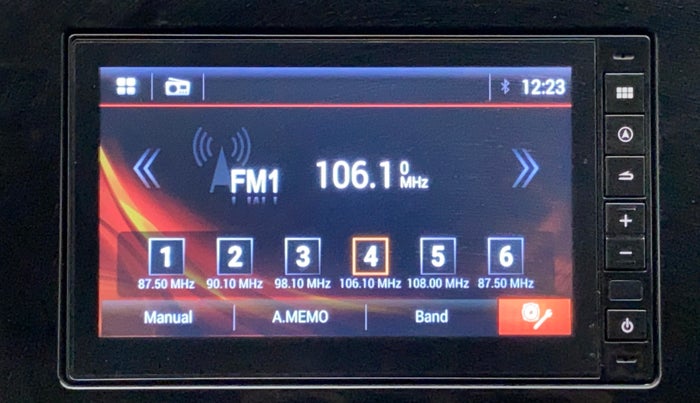 12:23
FM1 106.10 MHz
1 2 3 4 5 6
87.50 MHz 90.10 MHz 98.10 MHz 106.10 MHz 108.00 MHz 87.50 MHz
Manual A.MEMO Band